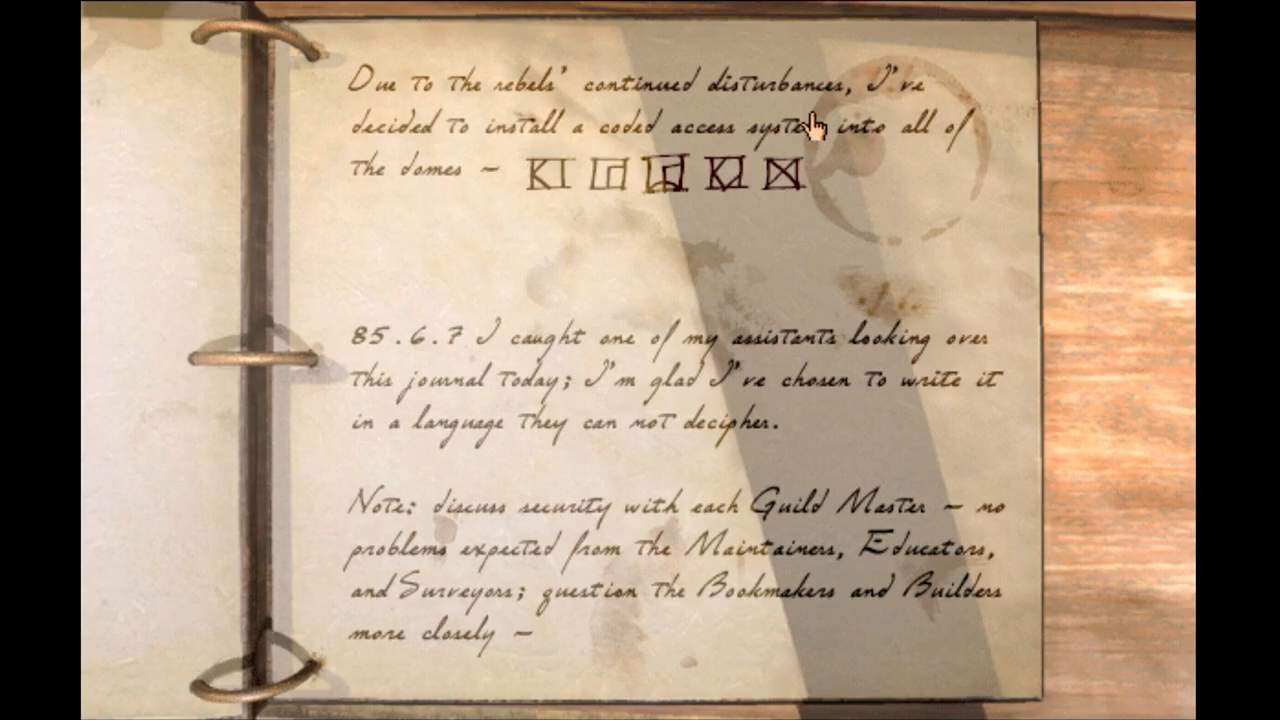 Due to the rebels' continued disturbances, I've
decided to install a coded access system into all of
the domes –
85.6.7 I caught one of my assistants looking over
this journal today; I'm glad I've chosen to write it
in a language they can not decipher.
Note: discuss security with each Guild Master – no
problems expected from the Maintainers, Educators,
and Surveyors; question the Bookmakers and Builders
more closely –